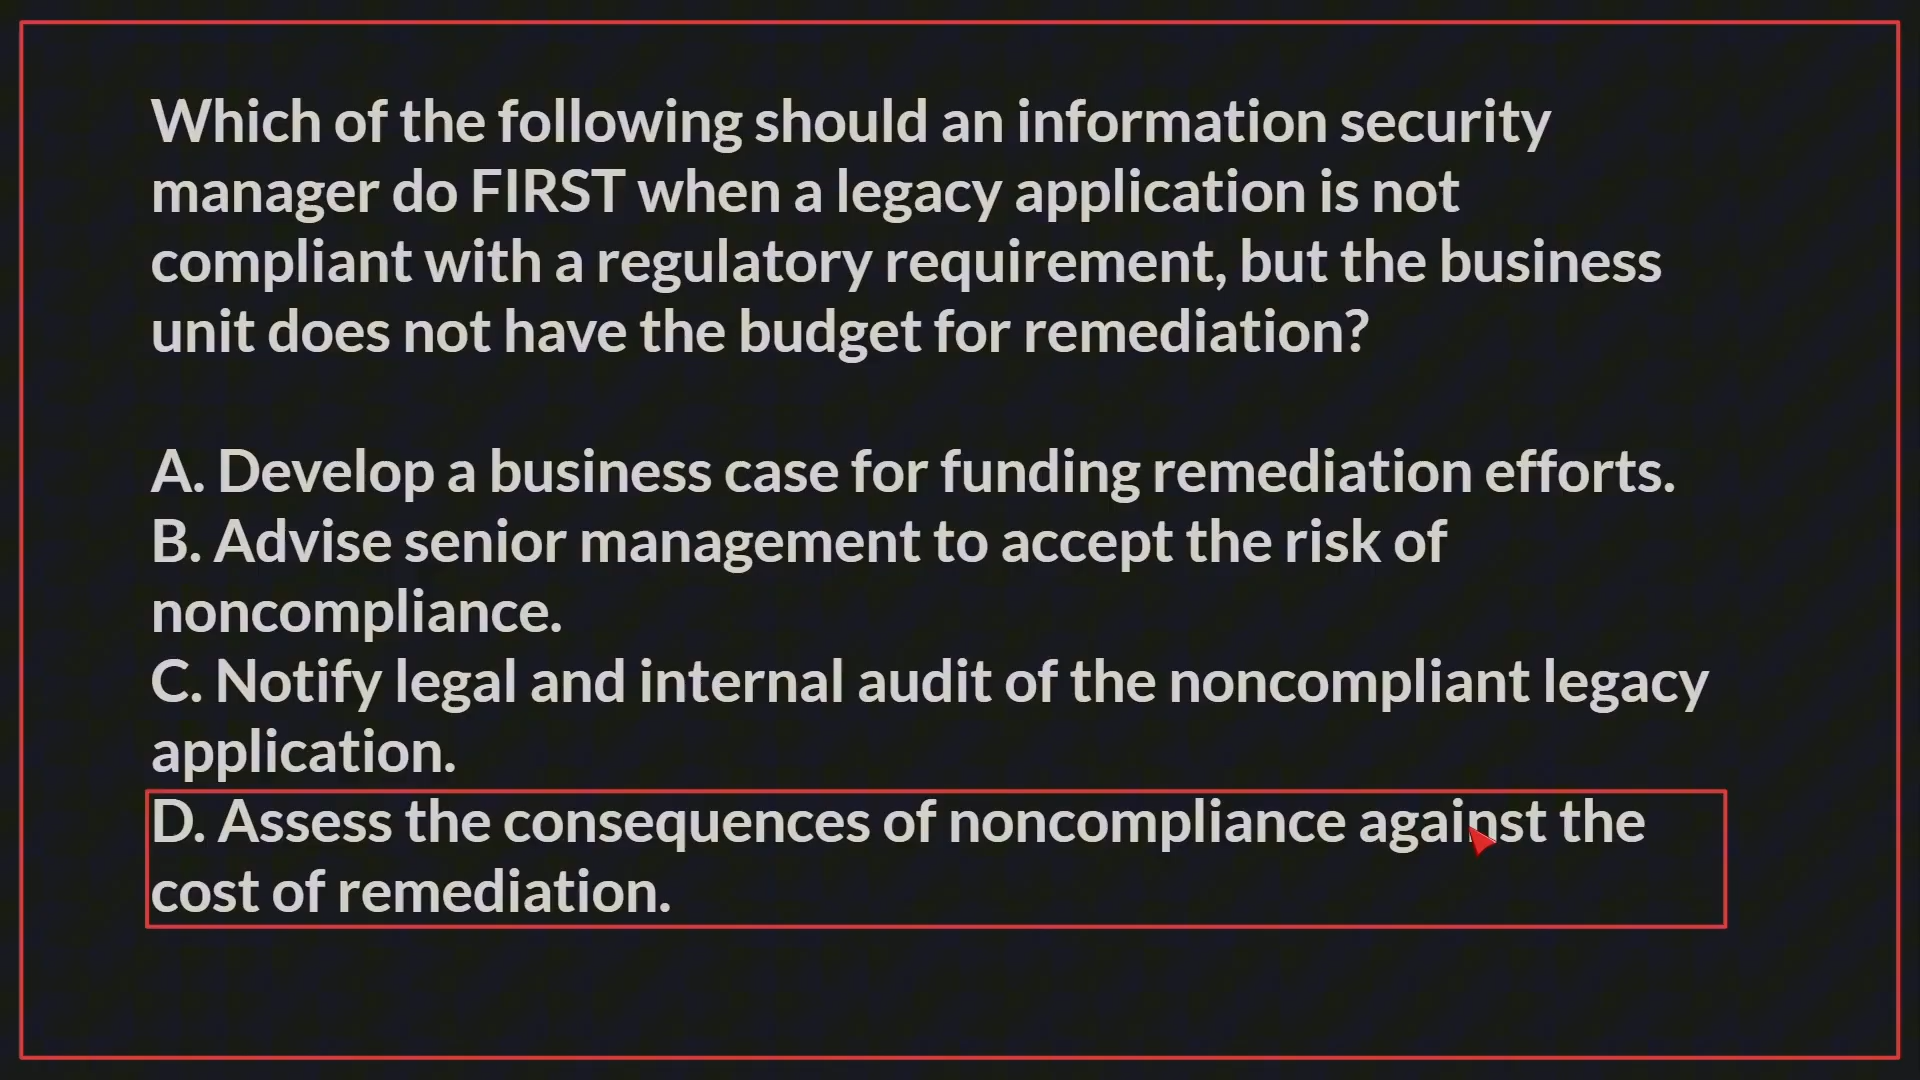 Which of the following should an information security
manager do FIRST when a legacy application is not
compliant with a regulatory requirement, but the business
unit does not have the budget for remediation?
A. Develop a business case for funding remediation efforts.
B. Advise senior management to accept the risk of
noncompliance.
C. Notify legal and internal audit of the noncompliant legacy
application.
D. Assess the consequences of noncompliance against the
cost of remediation.